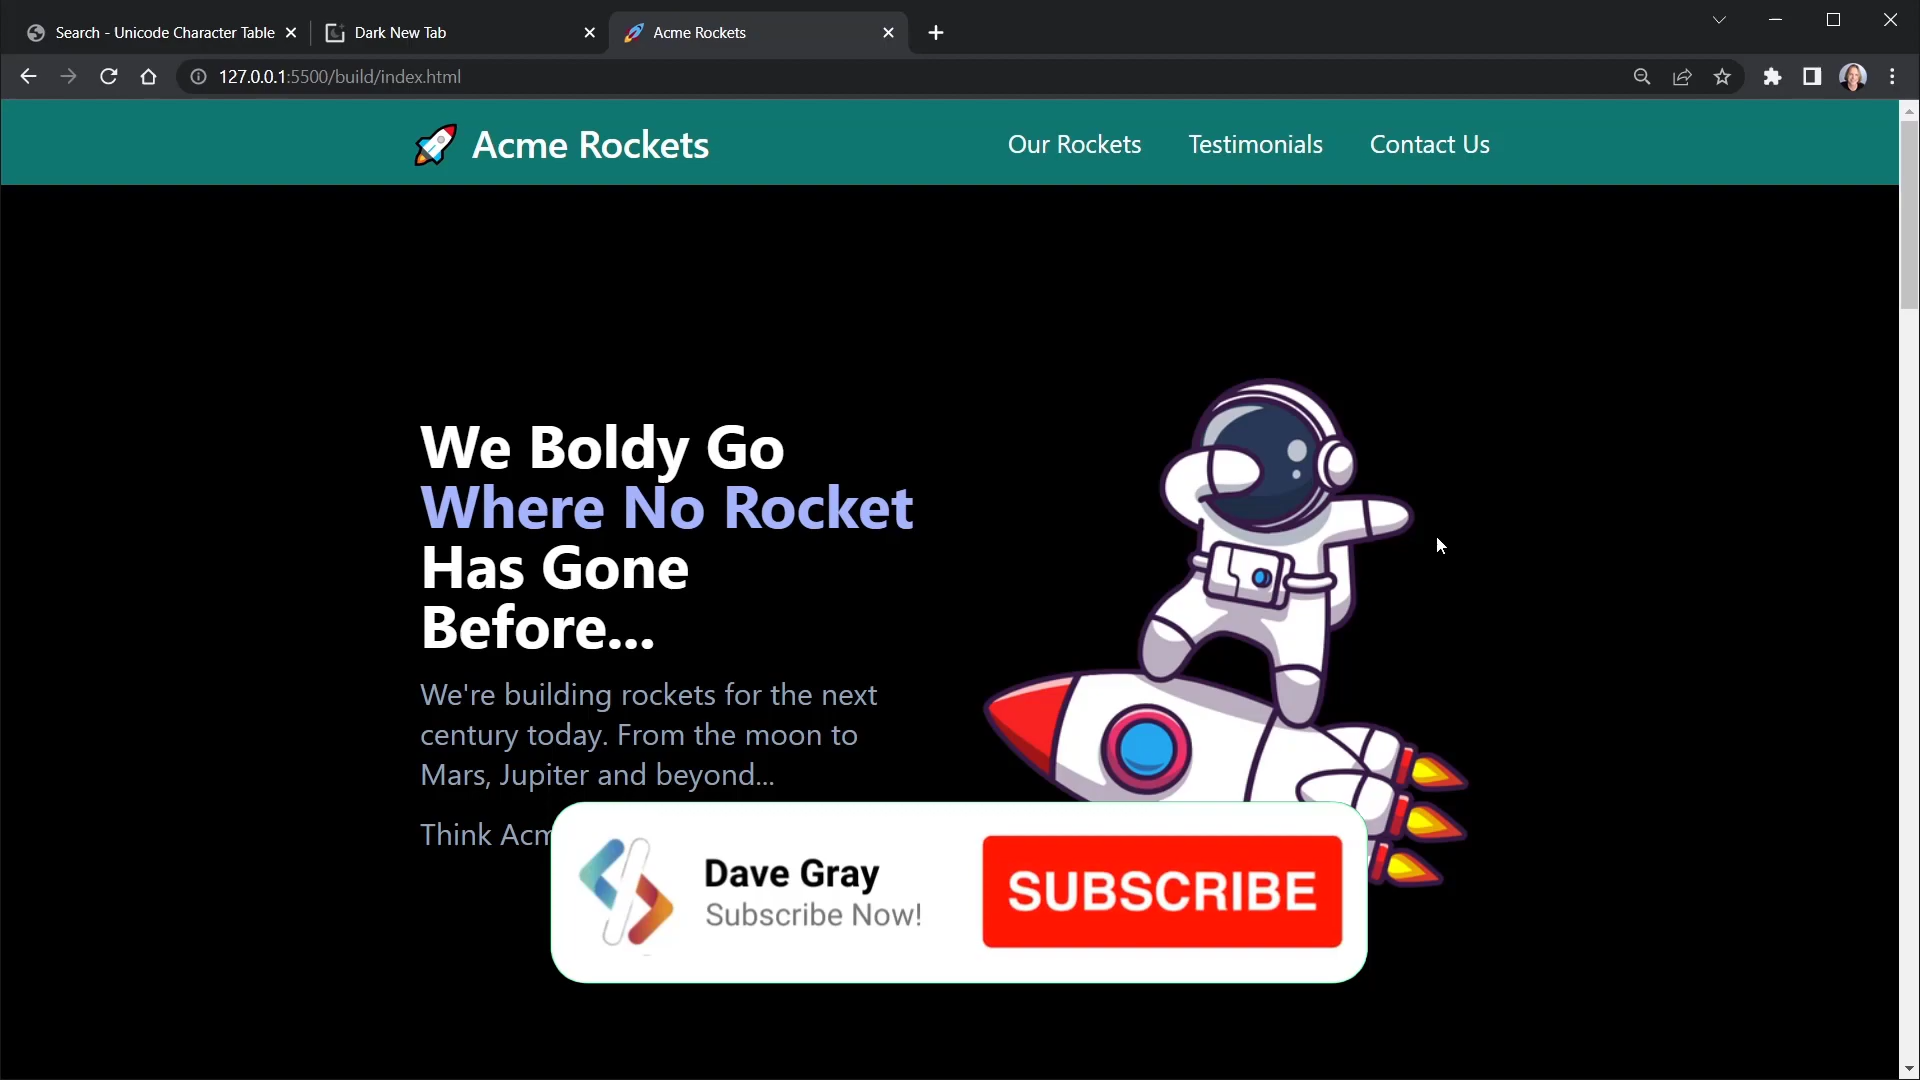 Search - Unicode Character Table
Dark New Tab
Acme Rockets
127.0.0.1:5500/build/index.html
Acme Rockets
Our Rockets
Testimonials
Contact Us
We Boldy Go
Where No Rocket
Has Gone
Before...
We're building rockets for the next
century today. From the moon to
Mars, Jupiter and beyond...
Think Acm
Dave Gray
Subscribe Now!
SUBSCRIBE